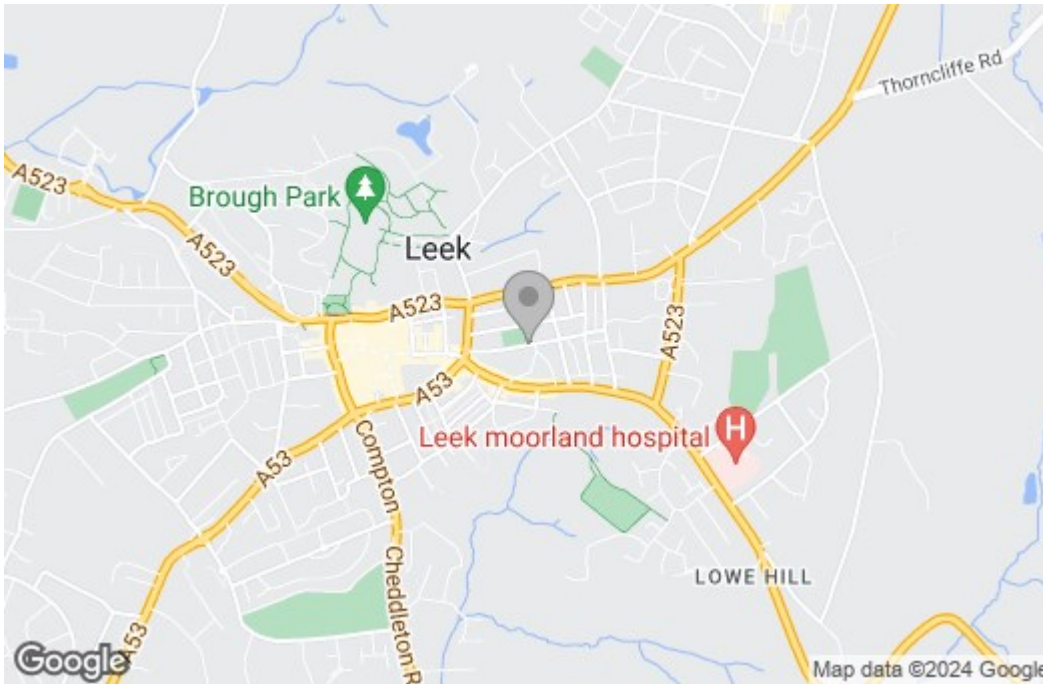 Thorncliffe Rd
A523
Brough Park
A523
Leek
A523
A523
A53
Leek moorland hospital
A53
Compton
Cheddleton R
LOWE HILL
A53
Google
Map data ©2024 Google